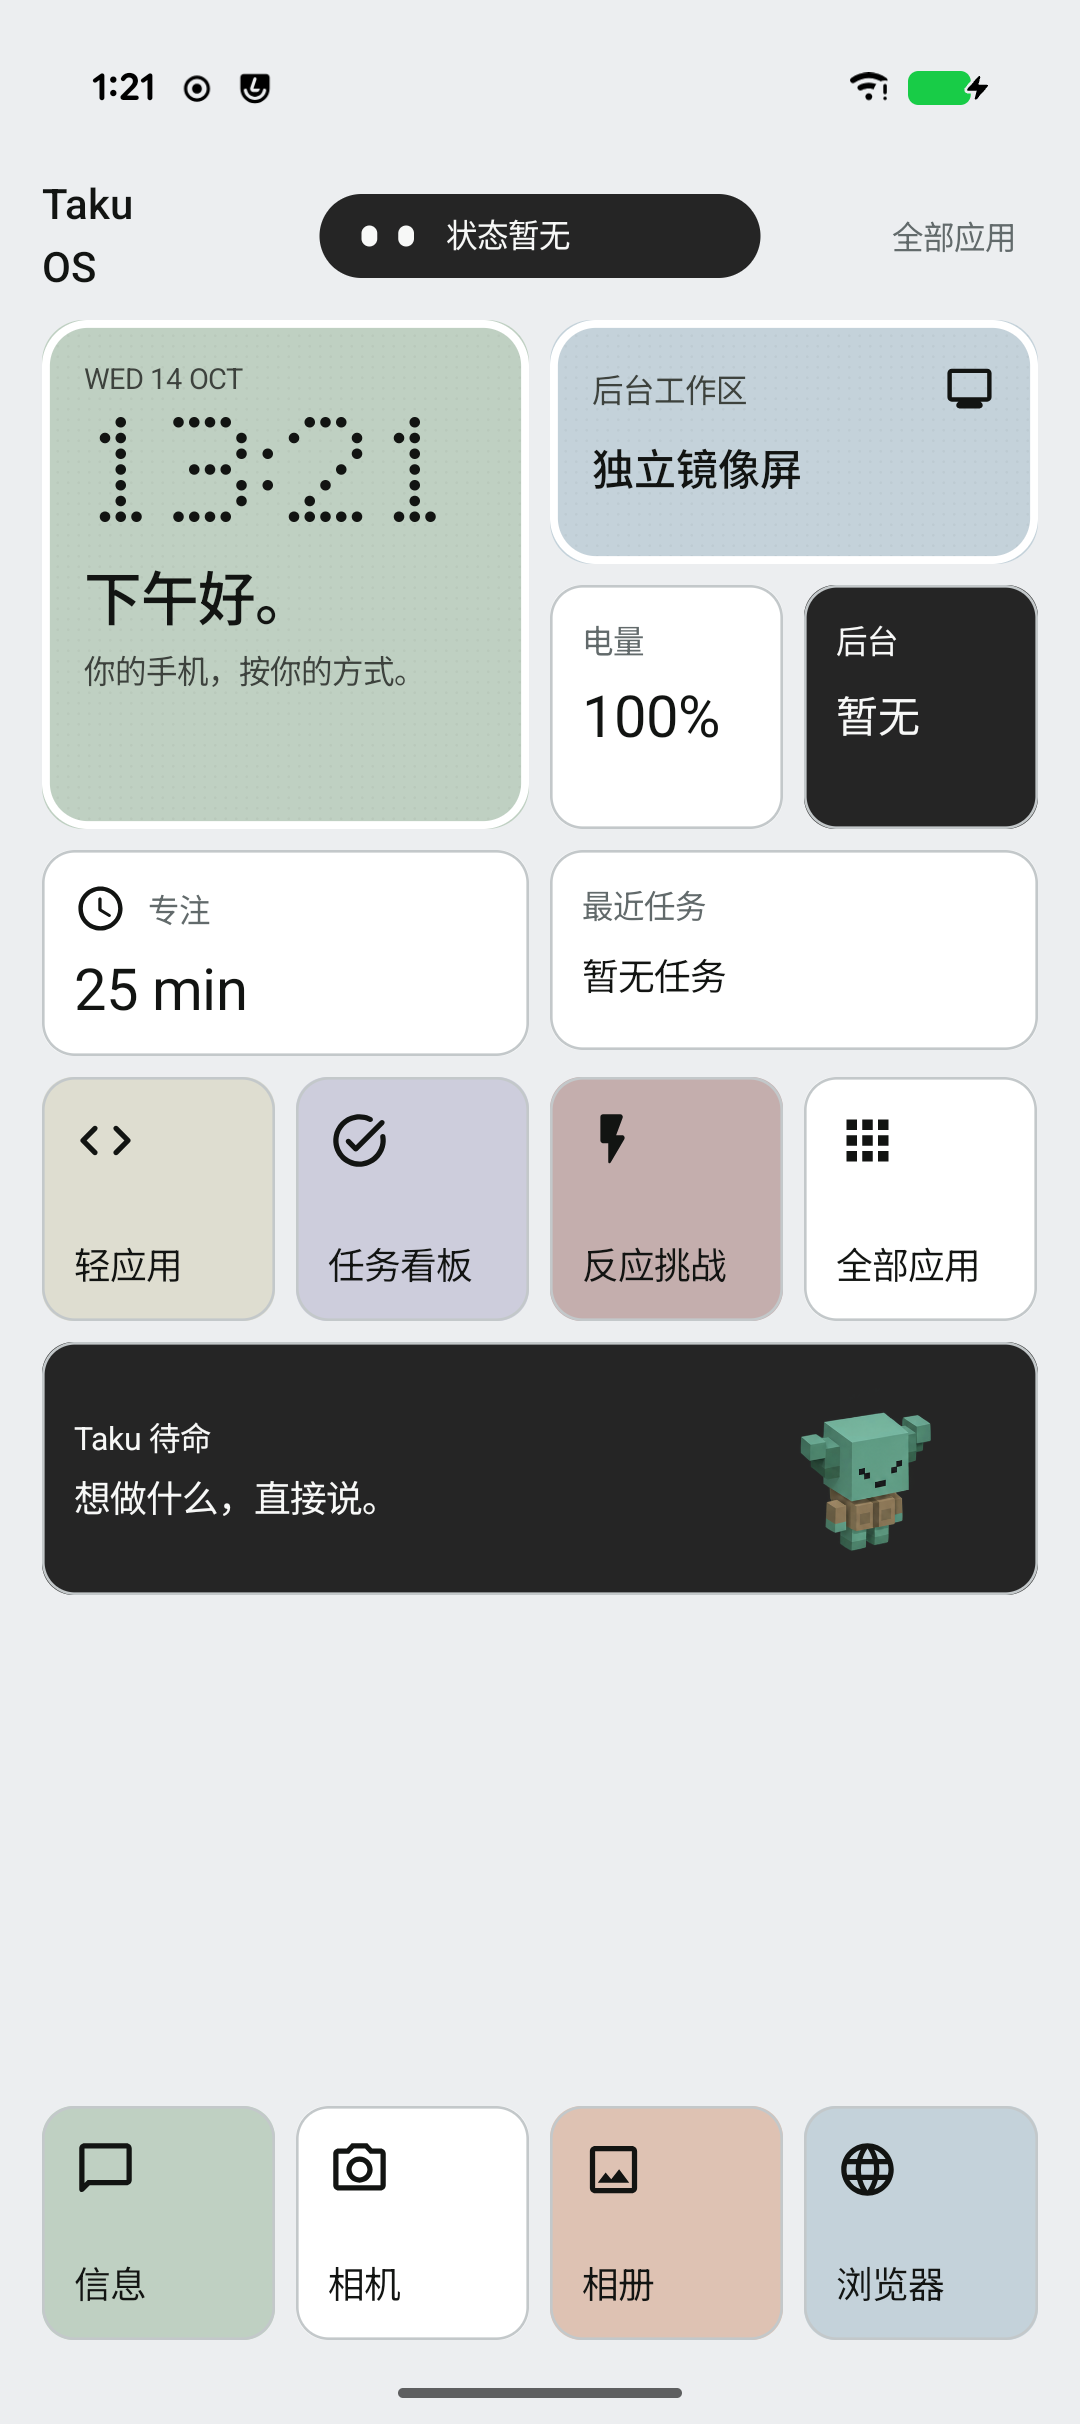 1:21
Taku
OS
状态暂无
全部应用
WED 14 OCT
13:21
下午好。
你的手机，按你的方式。
后台工作区
独立镜像屏
电量
100%
后台
暂无
专注
25 min
最近任务
暂无任务
轻应用
任务看板
反应挑战
全部应用
Taku 待命
想做什么，直接说。
信息
相机
相册
浏览器